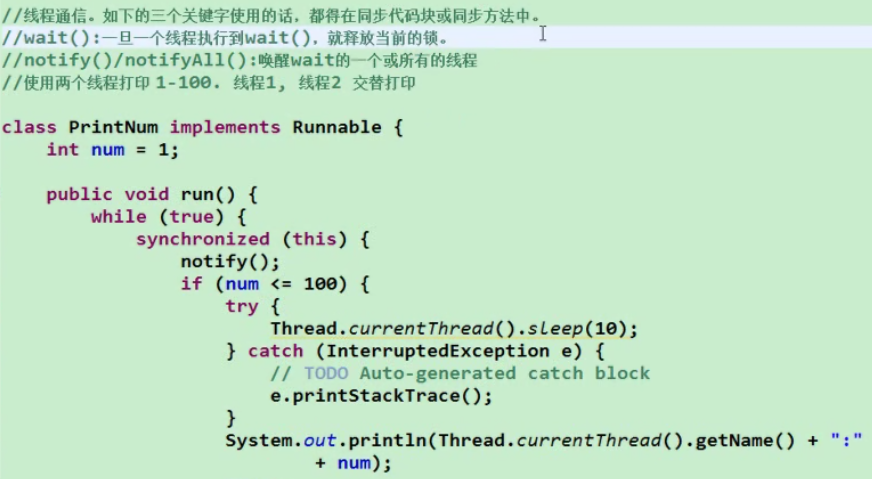 //线程通信。如下的三个关键字使用的话，都得在同步代码块或同步方法中。
//wait():一旦一个线程执行到wait()，就释放当前的锁。
//notify()/notifyAll():唤醒wait的一个或所有的线程
//使用两个线程打印 1-100. 线程1, 线程2 交替打印
class PrintNum implements Runnable {
int num = 1;
public void run() {
while (true) {
synchronized (this) {
notify();
if (num <= 100) {
try {
Thread.currentThread().sleep(10);
} catch (InterruptedException e) {
// TODO Auto-generated catch block
e.printStackTrace();
}
System.out.println(Thread.currentThread().getName() + ":"
+ num);